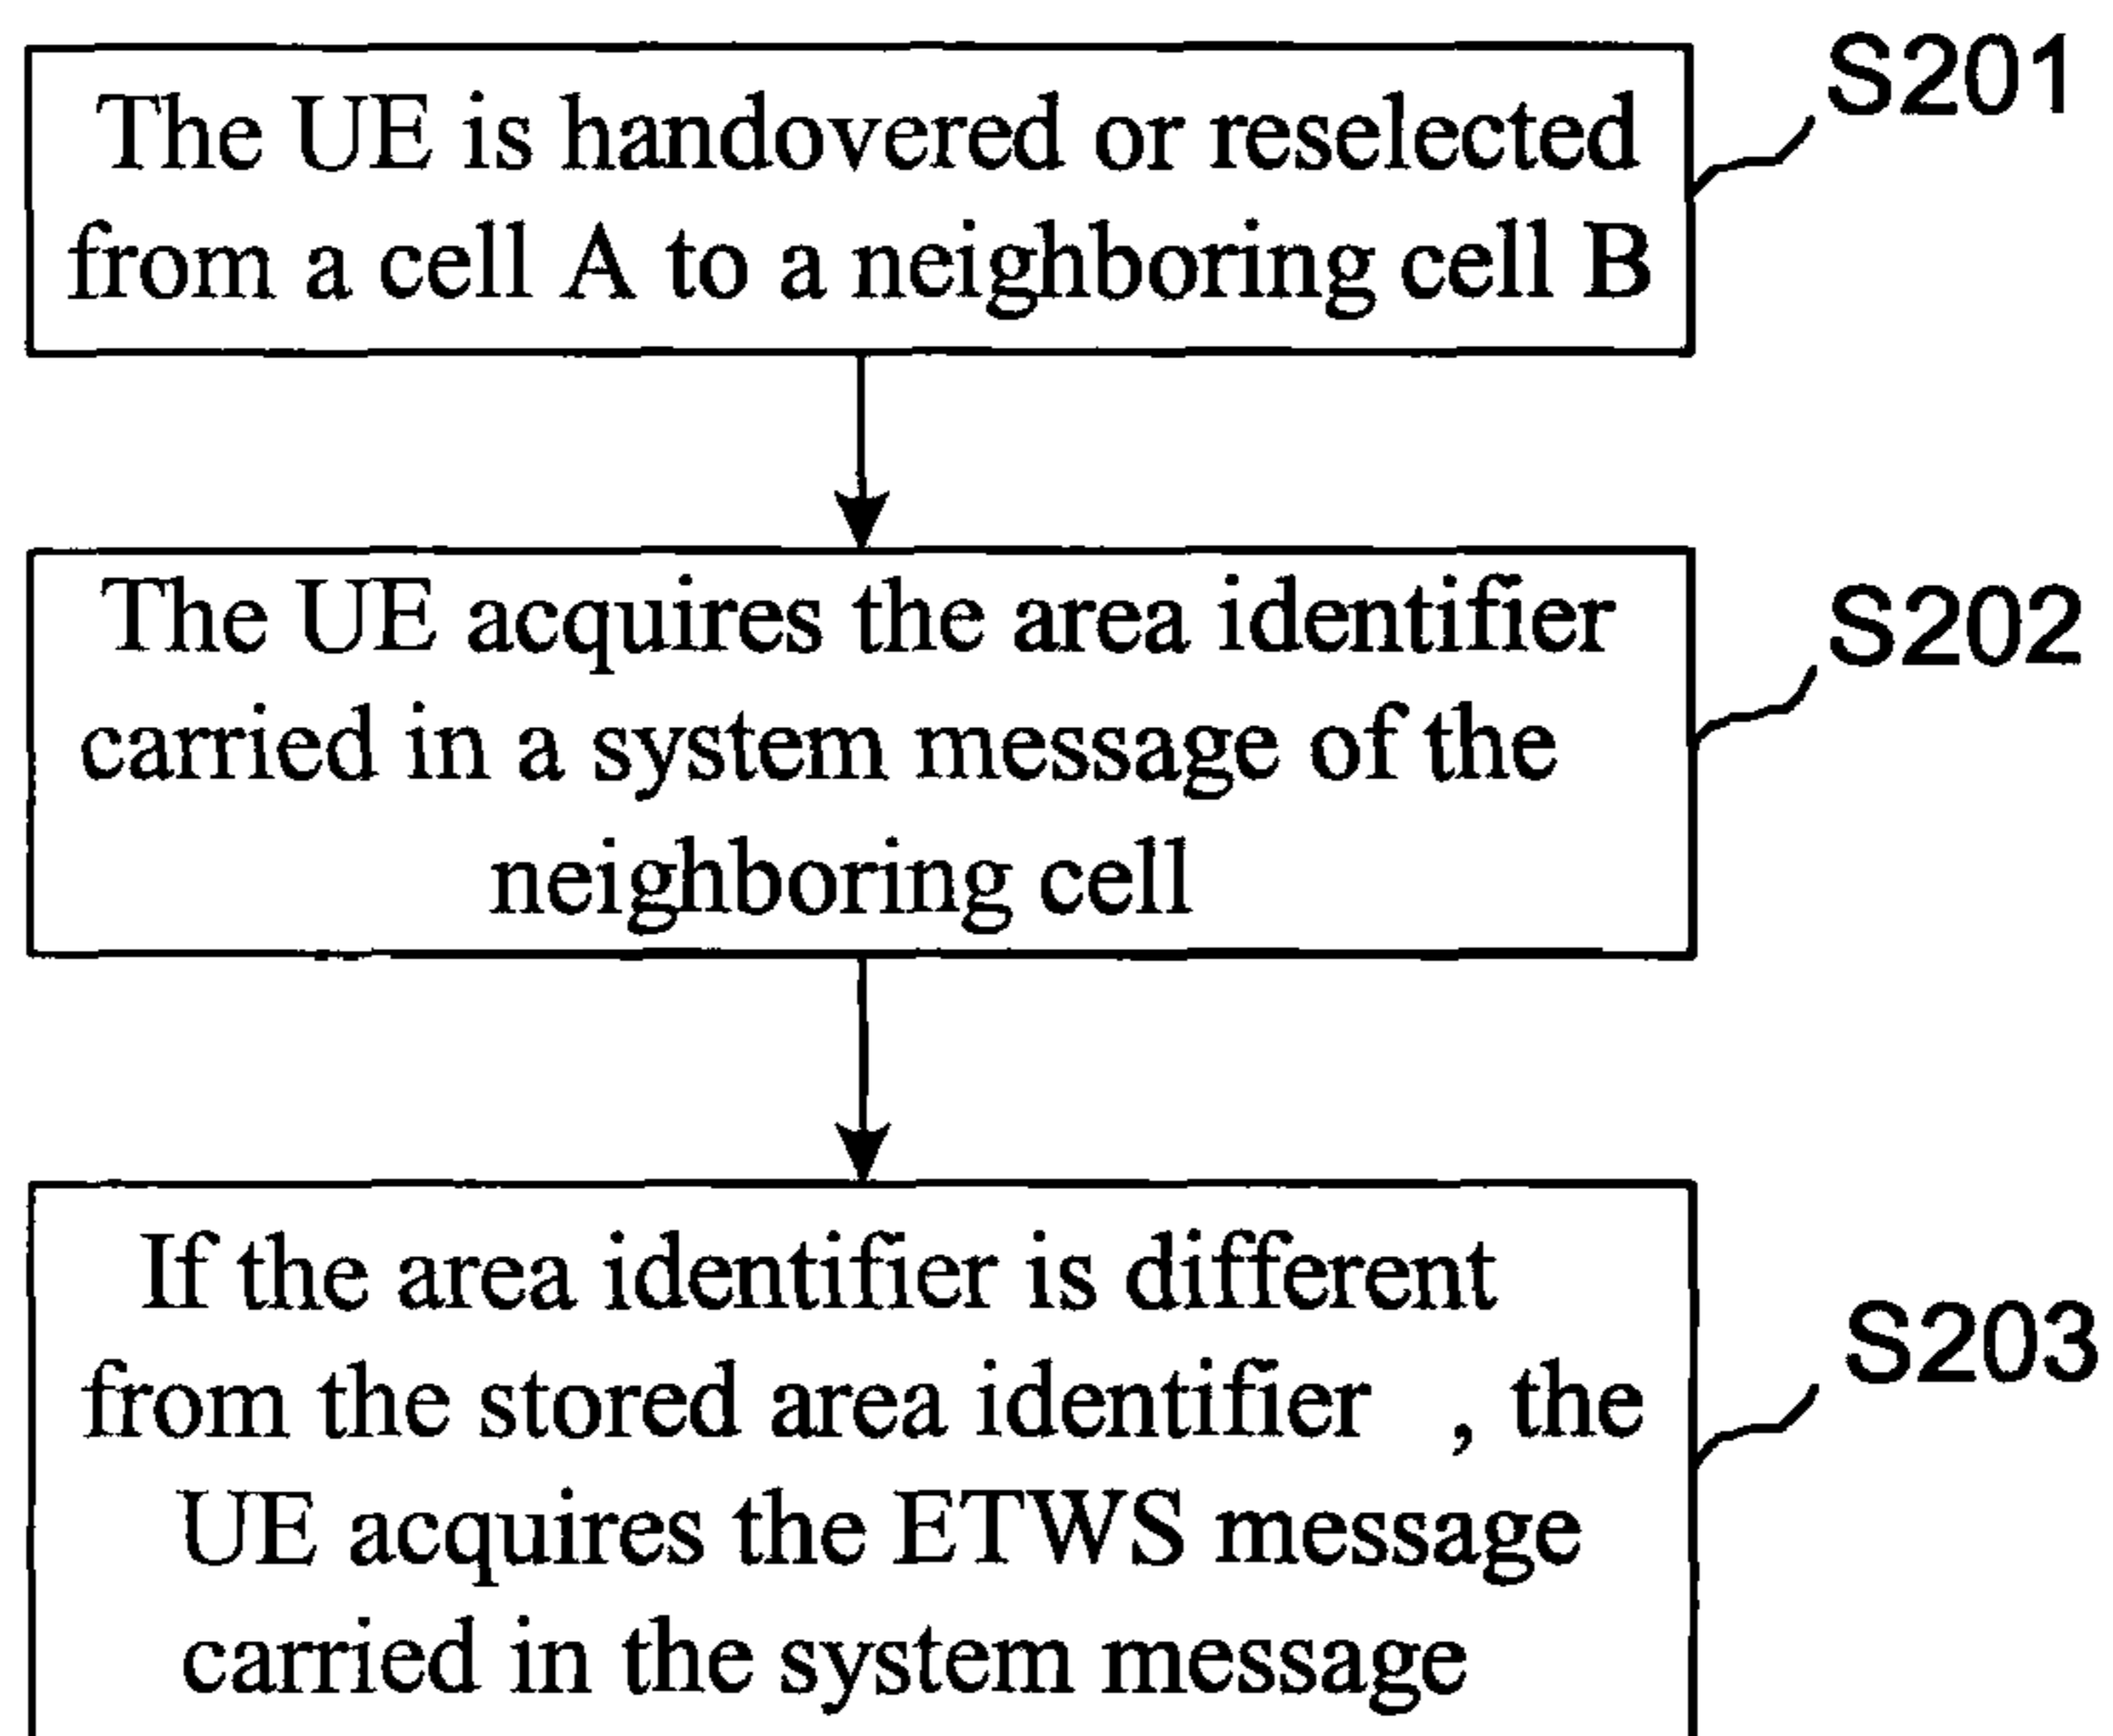 The UE is handovered or reselected
from a cell A to a neighboring cell B
S201
The UE acquires the area identifier
carried in a system message of the
neighboring cell
S202
If the area identifier is different
from the stored area identifier , the
UE acquires the ETWS message
carried in the system message
S203